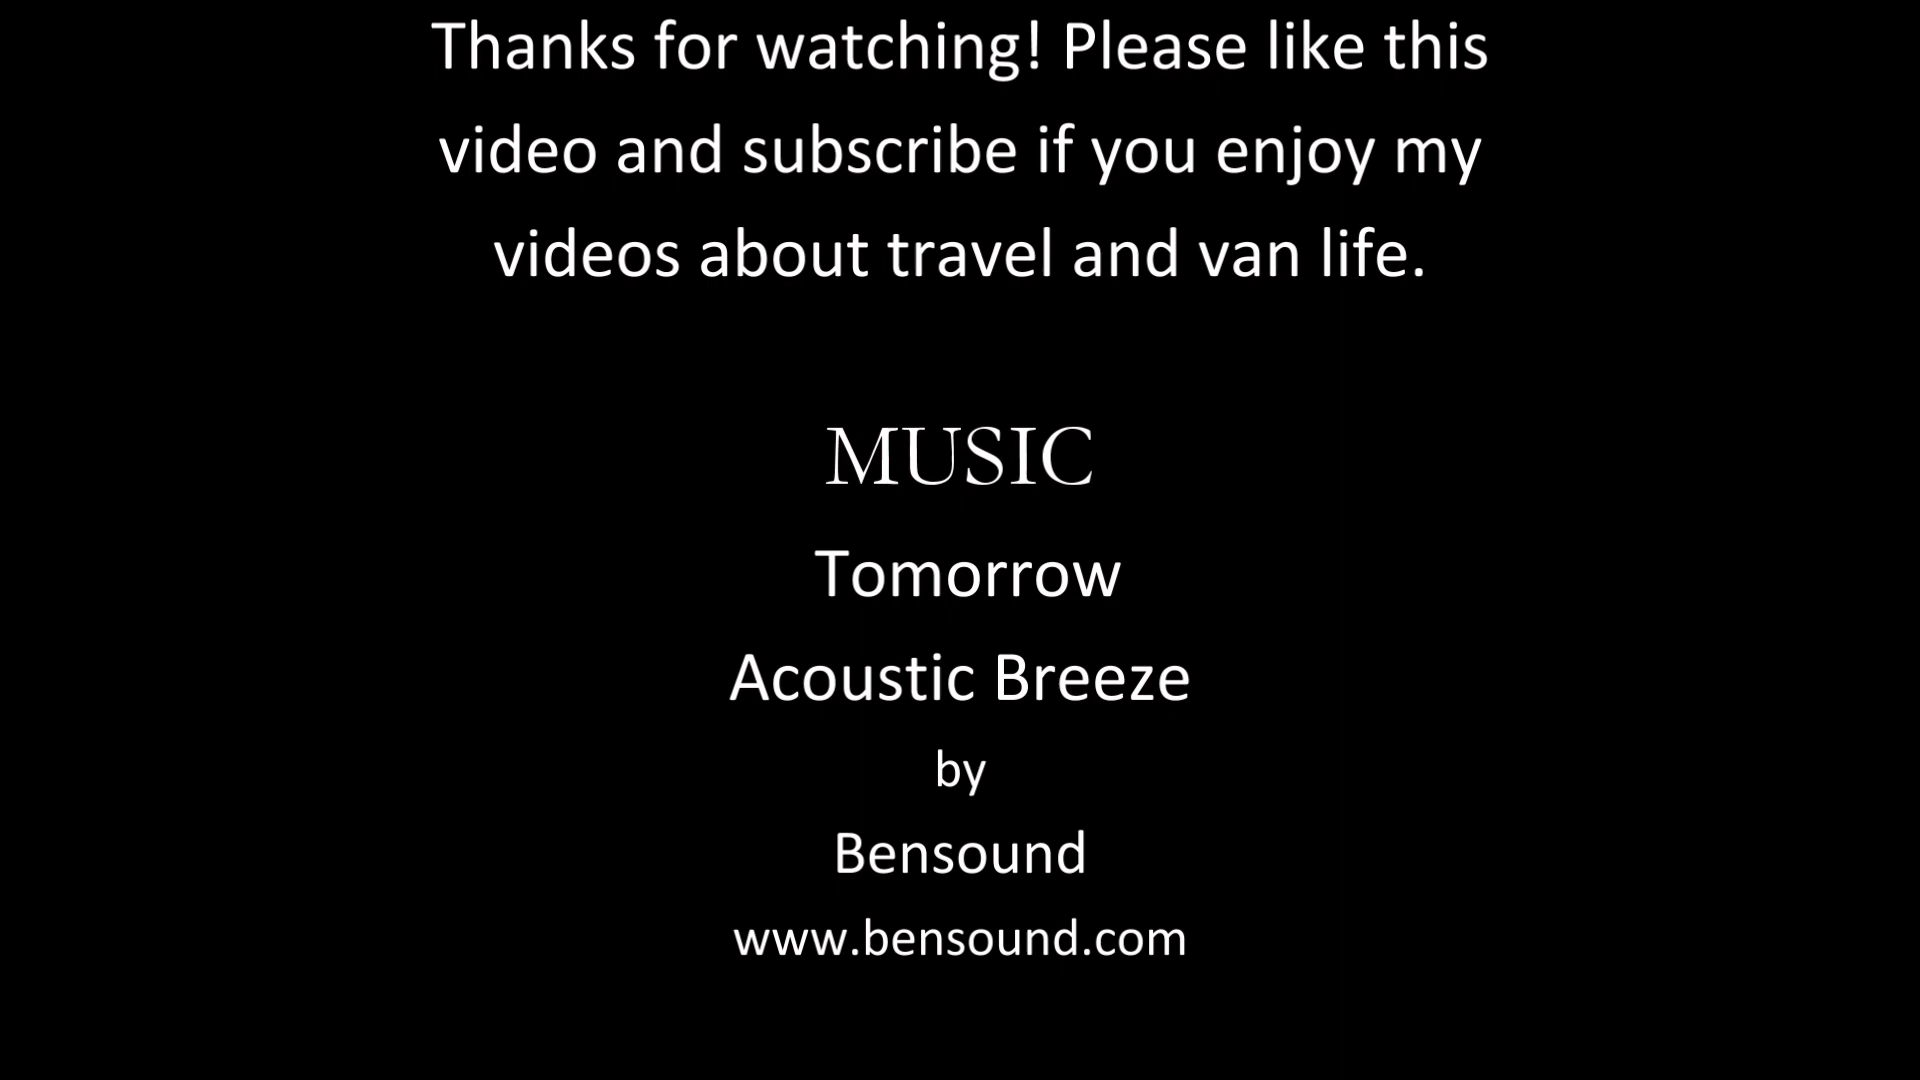 Thanks for watching! Please like this
video and subscribe if you enjoy my
videos about travel and van life.
MUSIC
Tomorrow
Acoustic Breeze
by
Bensound
www.bensound.com